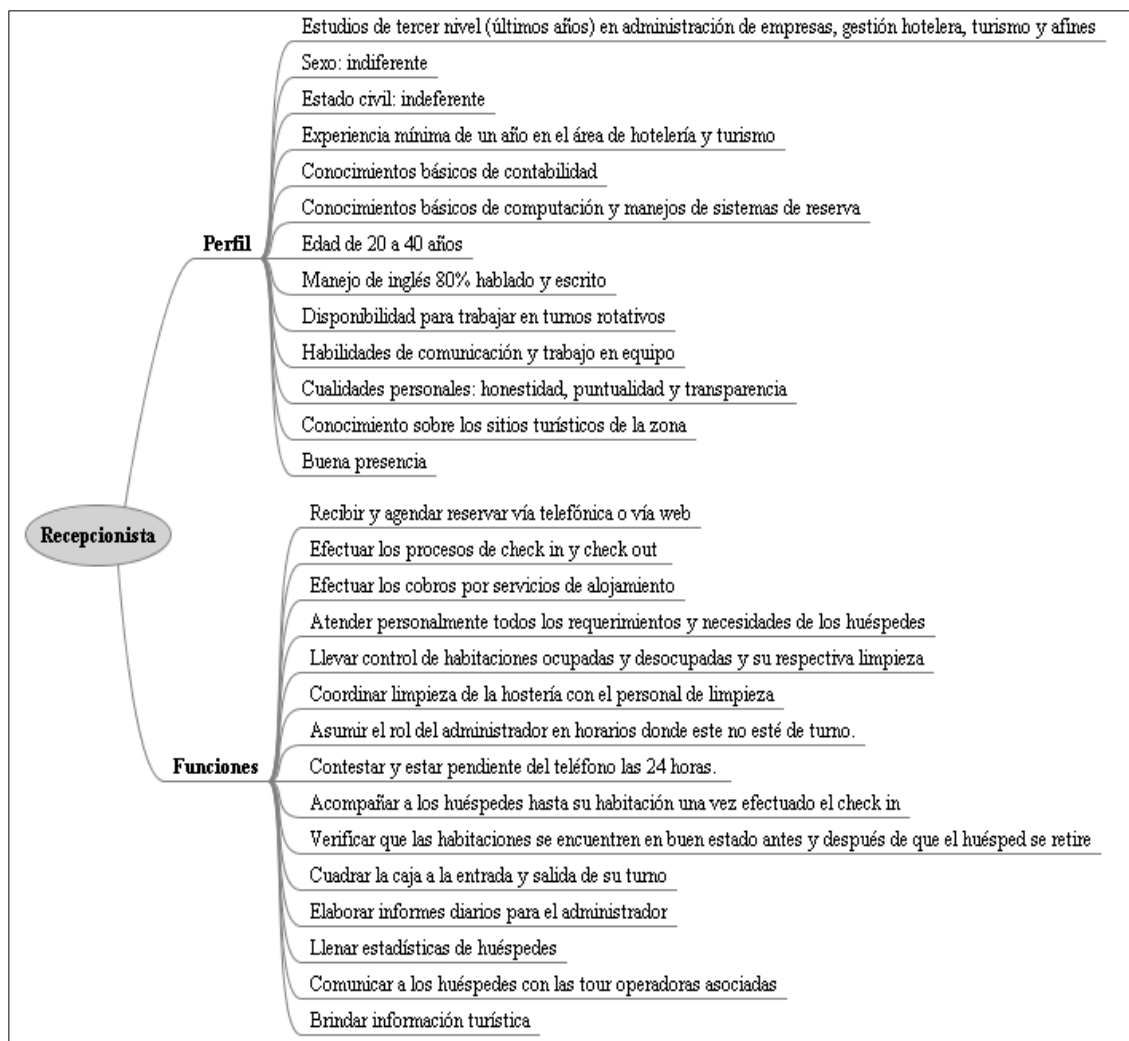 Recepcionista
Perfil
Estudios de tercer nivel (últimos años) en administración de empresas, gestión hotelera, turismo y afines
Sexo: indiferente
Estado civil: indeferente
Experiencia mínima de un año en el área de hotelería y turismo
Conocimientos básicos de contabilidad
Conocimientos básicos de computación y manejos de sistemas de reserva
Edad de 20 a 40 años
Manejo de inglés 80% hablado y escrito
Disponibilidad para trabajar en turnos rotativos
Habilidades de comunicación y trabajo en equipo
Cualidades personales: honestidad, puntualidad y transparencia
Conocimiento sobre los sitios turísticos de la zona
Buena presencia
Funciones
Recibir y agendar reservar vía telefónica o vía web
Efectuar los procesos de check in y check out
Efectuar los cobros por servicios de alojamiento
Atender personalmente todos los requerimientos y necesidades de los huéspedes
Llevar control de habitaciones ocupadas y desocupadas y su respectiva limpieza
Coordinar limpieza de la hostería con el personal de limpieza
Asumir el rol del administrador en horarios donde este no esté de turno.
Contestar y estar pendiente del teléfono las 24 horas.
Acompañar a los huéspedes hasta su habitación una vez efectuado el check in
Verificar que las habitaciones se encuentren en buen estado antes y después de que el huésped se retire
Cuadrar la caja a la entrada y salida de su turno
Elaborar informes diarios para el administrador
Llenar estadísticas de huéspedes
Comunicar a los huéspedes con las tour operadoras asociadas
Brindar información turística